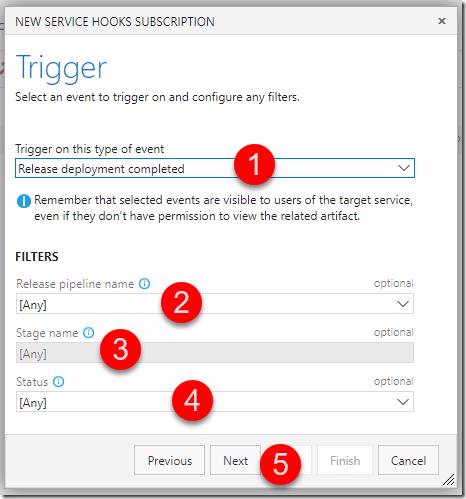 NEW SERVICE HOOKS SUBSCRIPTION ×
Trigger
Select an event to trigger on and configure any filters.
Trigger on this type of event
Release deployment completed 1
Remember that selected events are visible to users of the target service,
even if they don't have permission to view the related artifact.
FILTERS
Release pipeline name optional
[Any] 2
Stage name optional
[Any] 3
Status optional
[Any] 4
Previous Next 5 Finish Cancel